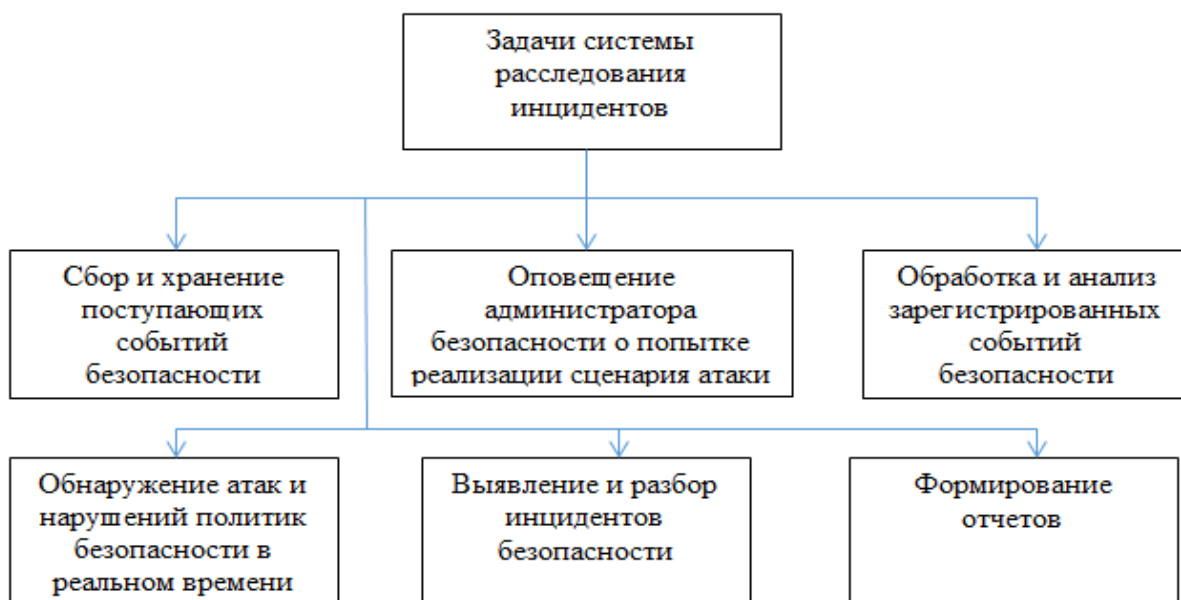 Задачи системы
расследования
инцидентов
Сбор и хранение
поступающих
событий
безопасности
Оповещение
администратора
безопасности о попытке
реализации сценария атаки
Обработка и анализ
зарегистрированных
событий
безопасности
Обнаружение атак и
нарушений политик
безопасности в
реальном времени
Выявление и разбор
инцидентов
безопасности
Формирование
отчетов